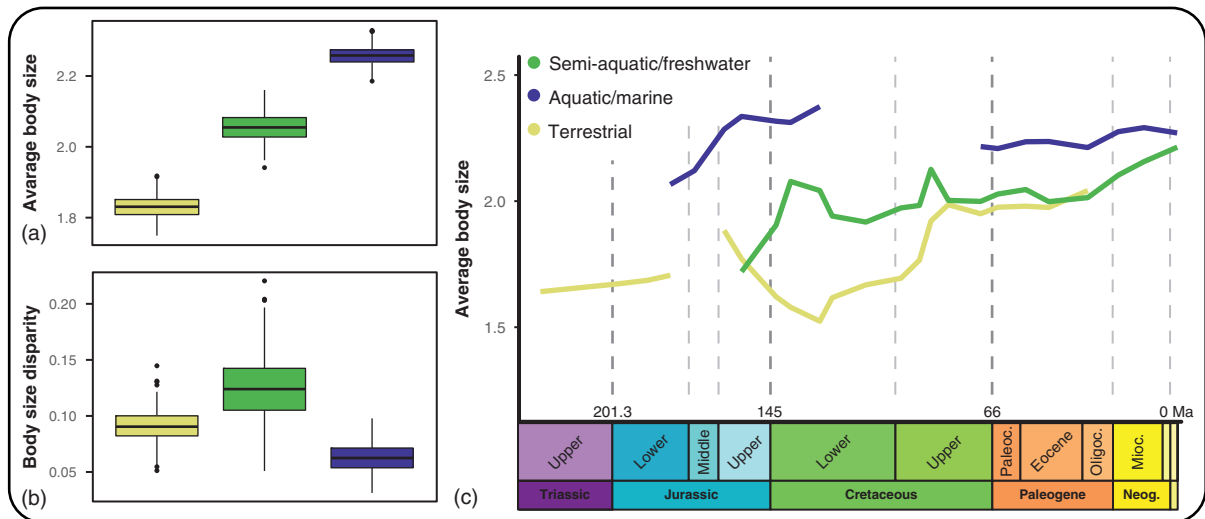 Avarage body size
2.2
2.0
1.8
(a)
Body size disparity
0.20
0.15
0.10
0.05
(b)
Semi-aquatic/freshwater
Aquatic/marine
Terrestrial
Average body size
2.5
2.0
1.5
(c)
201.3 145 66 0 Ma
Upper Lower Middle Upper Lower Upper Paleoc. Eocene Oligoc. Mioc.
Triassic Jurassic Cretaceous Paleogene Neog.